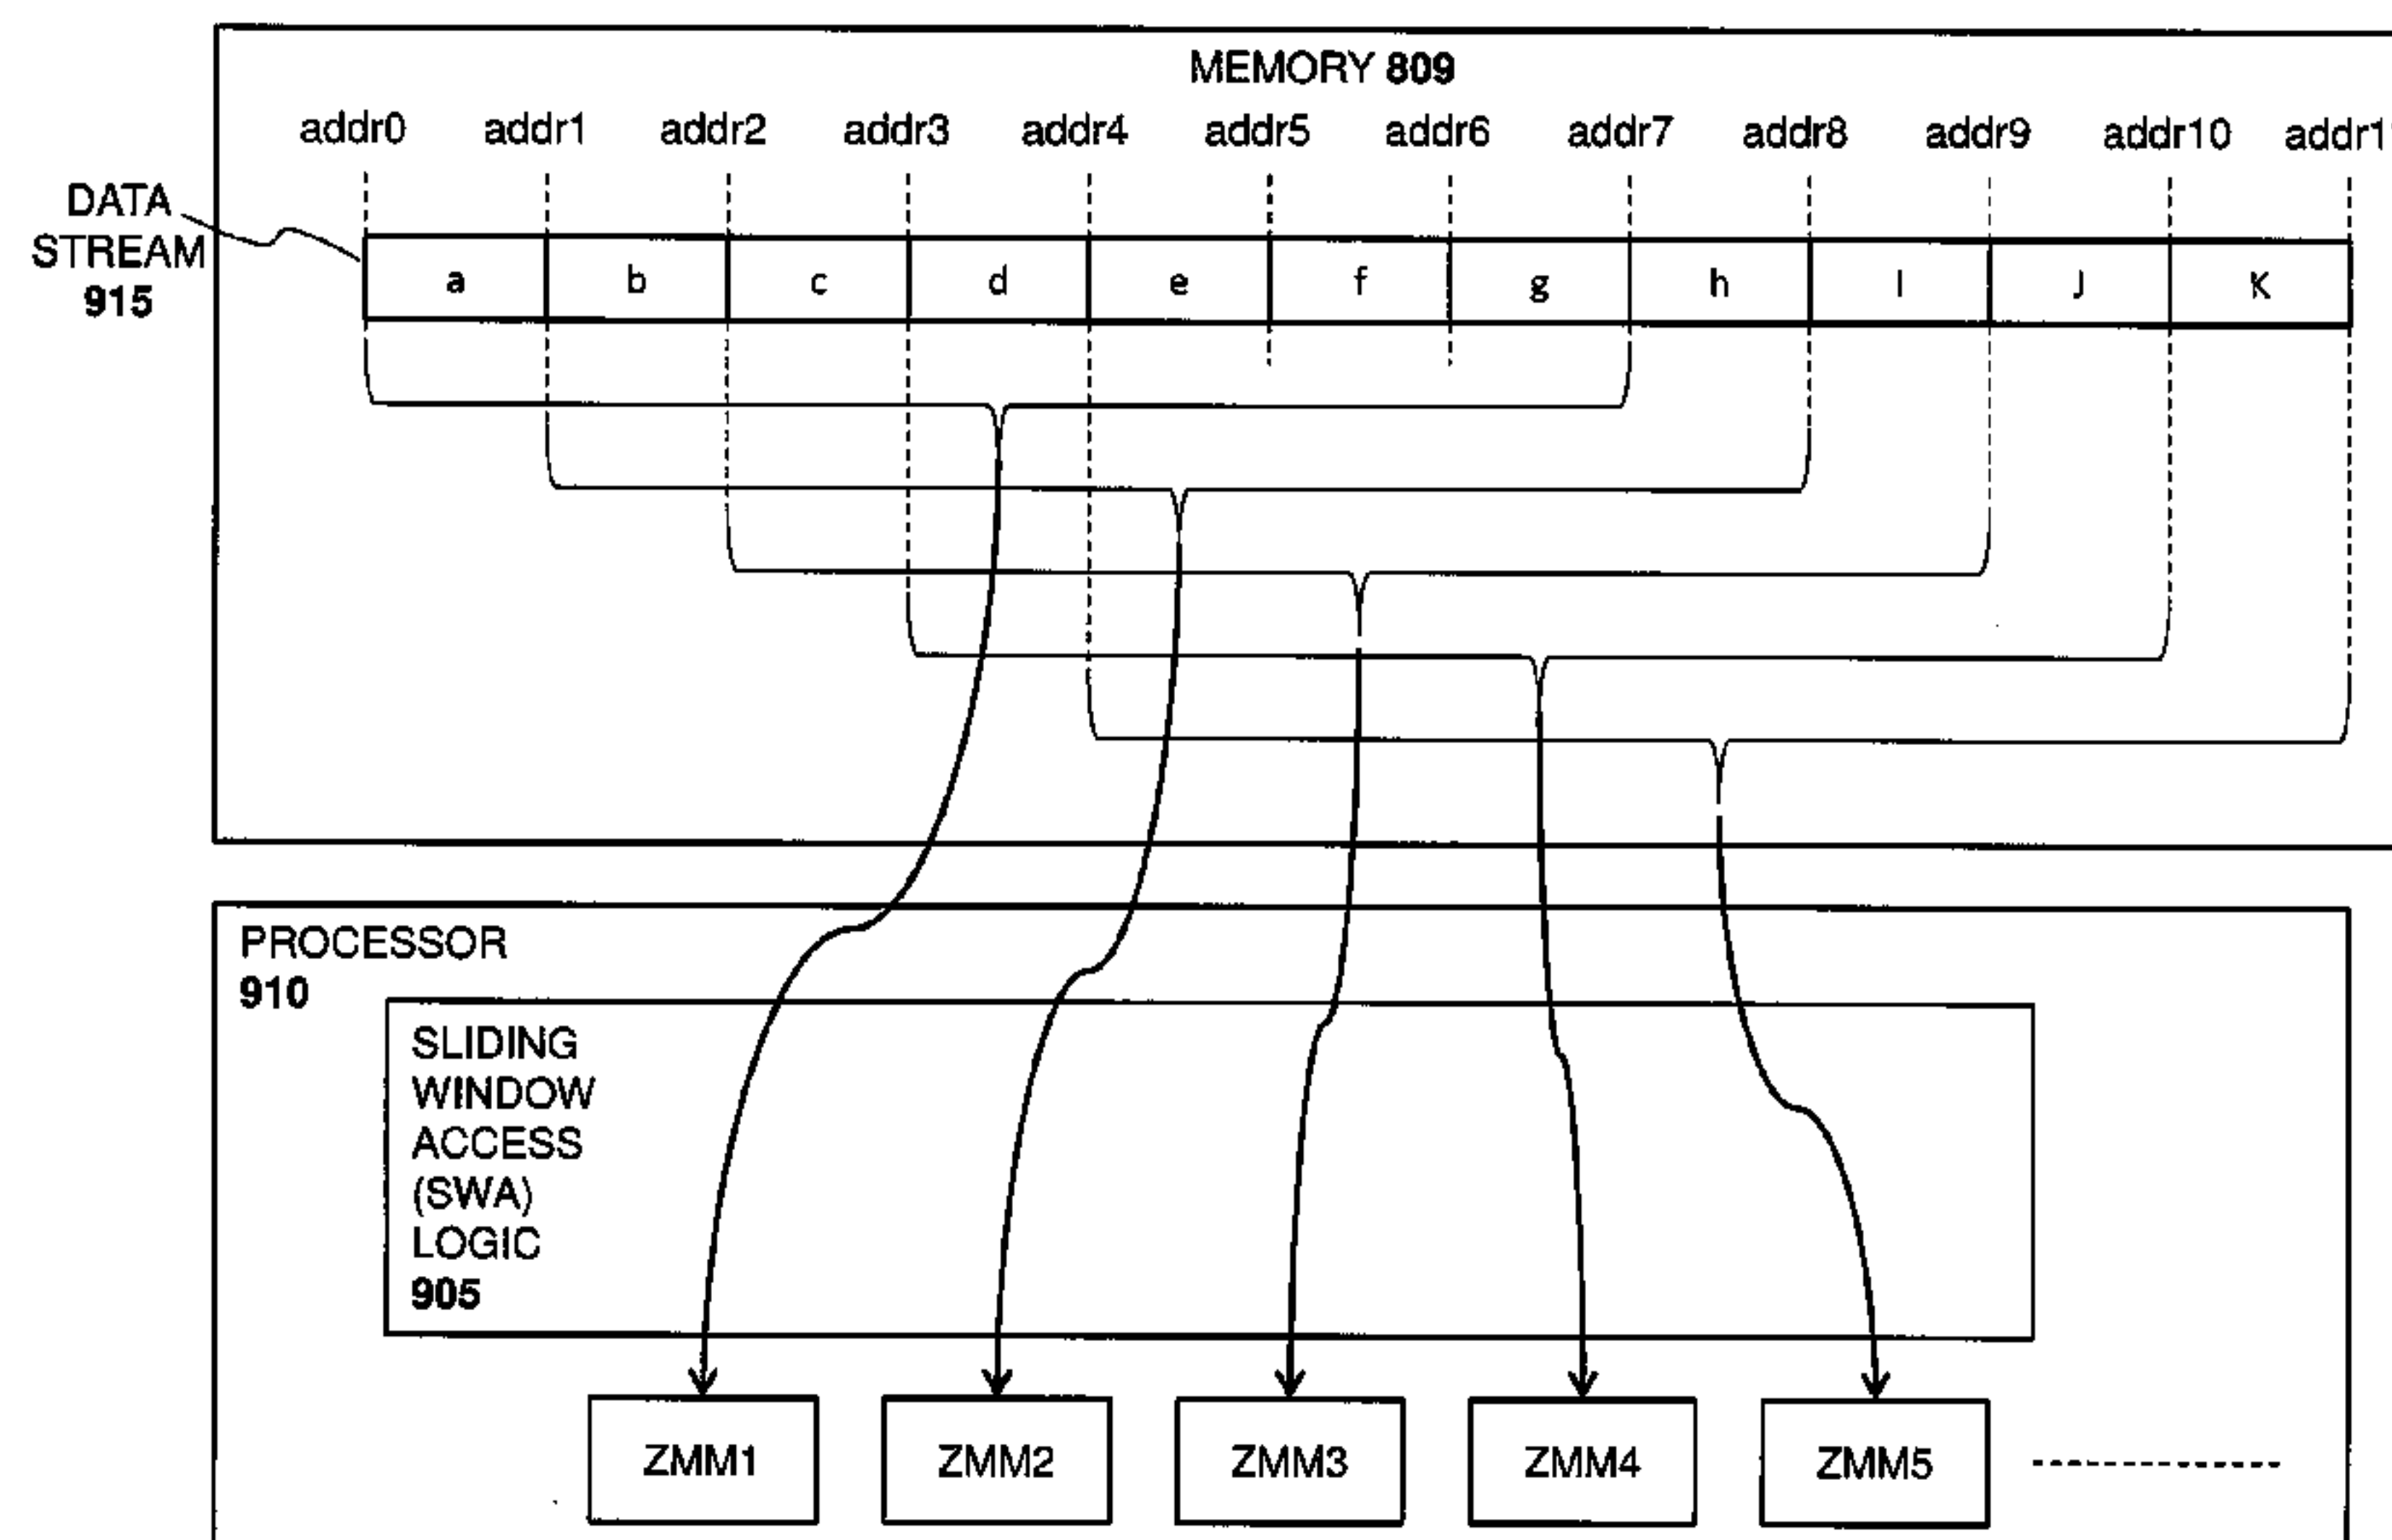 MEMORY 809
addr0 addr1 addr2 addr3 addr4 addr5 addr6 addr7 addr8 addr9 addr10 addr1
DATA
STREAM
915
a b c d e f g h I J K
PROCESSOR
910
SLIDING
WINDOW
ACCESS
(SWA)
LOGIC
905
ZMM1 ZMM2 ZMM3 ZMM4 ZMM5